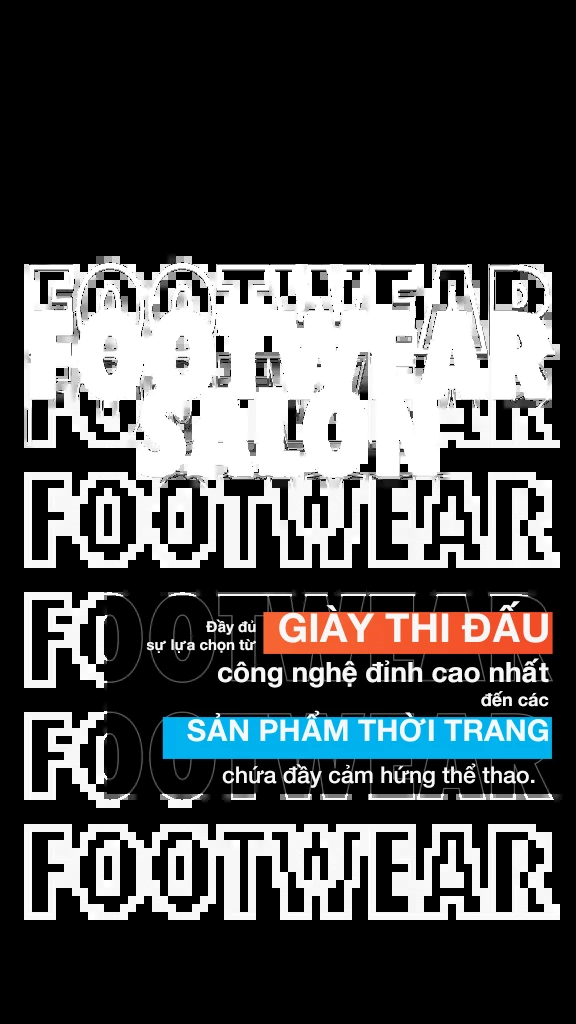 FOOTWEAR
FOOTWEAR
FOOTWEAR
SALON
FOOTWEAR
FOOTWEAR
Đầy đủ
sự lựa chọn từ
GIÀY THI ĐẤU
công nghệ đỉnh cao nhất
đến các
FOOTWEAR
SẢN PHẨM THỜI TRANG
chứa đầy cảm hứng thể thao.
FOOTWEAR